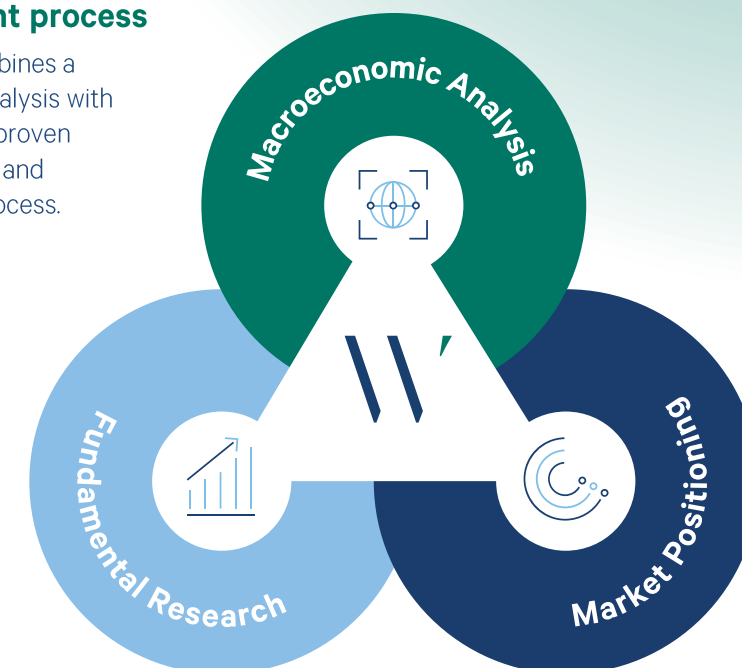 nt process
bines a
alysis with
proven
and
ocess.
Macroeconomic Analysis
Fundamental Research
Market Positioning